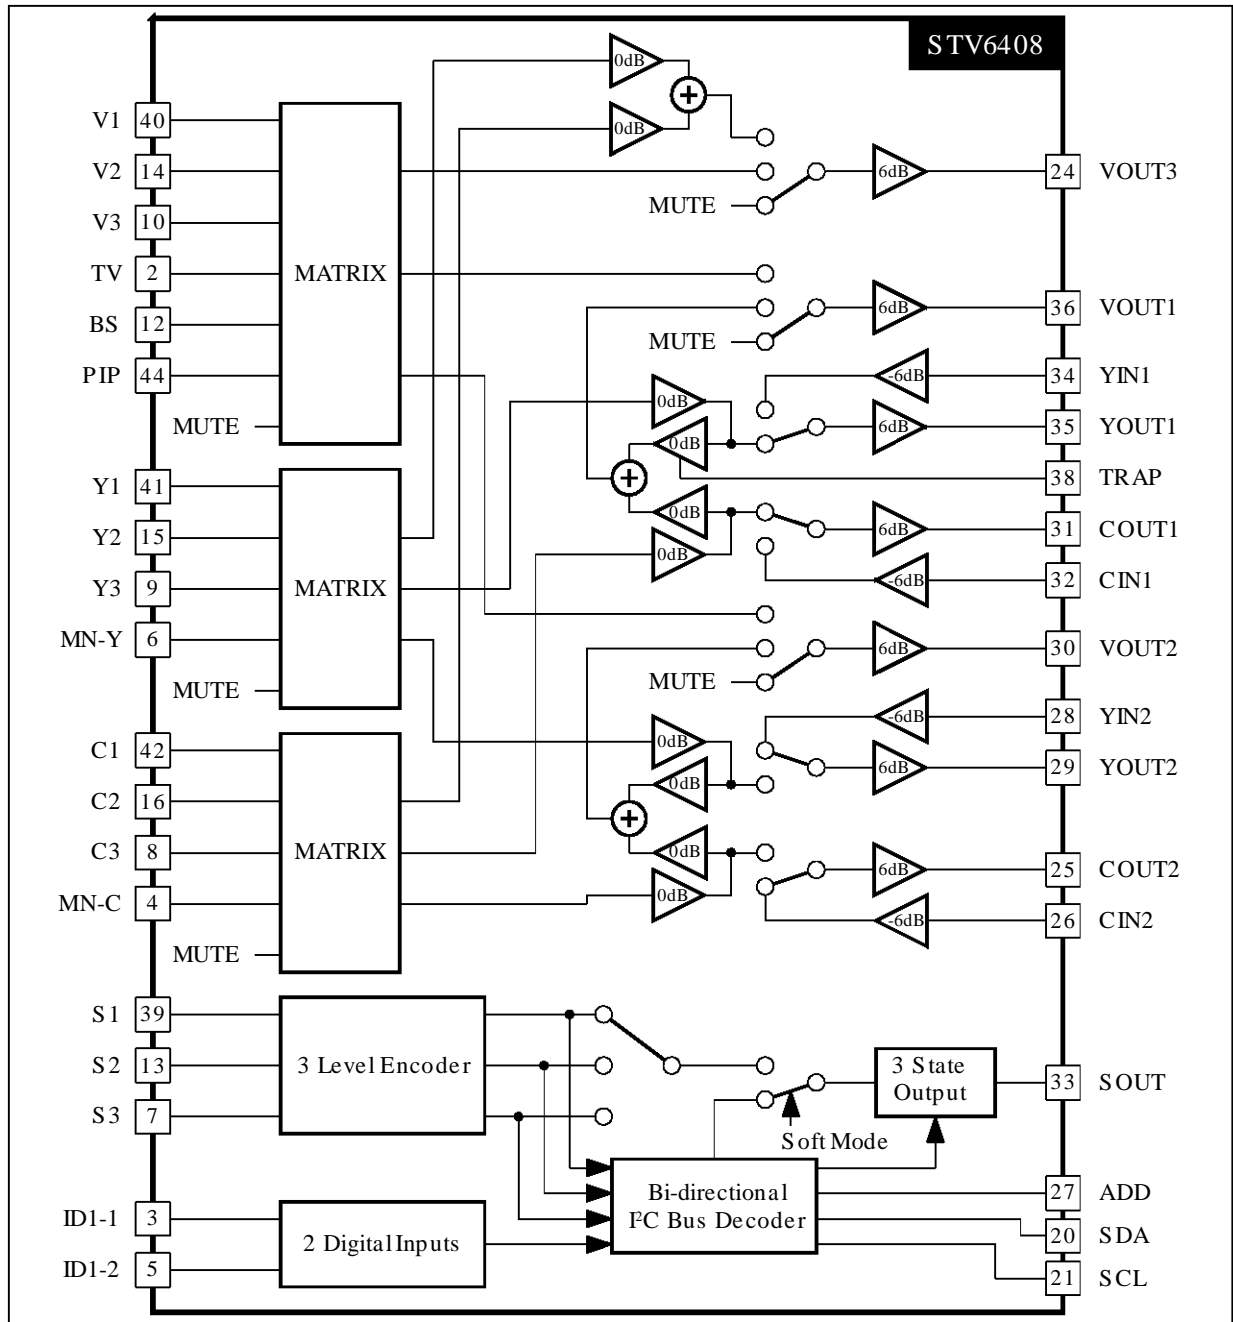 STV6408
0dB
0dB
V1 40
V2 14
V3 10
TV 2
BS 12
PIP 44
MUTE
MATRIX
MUTE
6dB
24 VOUT3
MUTE
6dB
36 VOUT1
-6dB
34 YIN1
0dB
0dB
6dB
35 YOUT1
38 TRAP
Y1 41
Y2 15
Y3 9
MN-Y 6
MUTE
MATRIX
0dB
0dB
6dB
31 COUT1
-6dB
32 CIN1
MUTE
6dB
30 VOUT2
-6dB
28 YIN2
0dB
0dB
6dB
29 YOUT2
C1 42
C2 16
C3 8
MN-C 4
MUTE
MATRIX
0dB
0dB
6dB
25 COUT2
-6dB
26 CIN2
S1 39
S2 13
S3 7
3 Level Encoder
3 State
Output
33 SOUT
Soft Mode
ID1-1 3
ID1-2 5
2 Digital Inputs
Bi-directional
I²C Bus Decoder
27 ADD
20 SDA
21 SCL